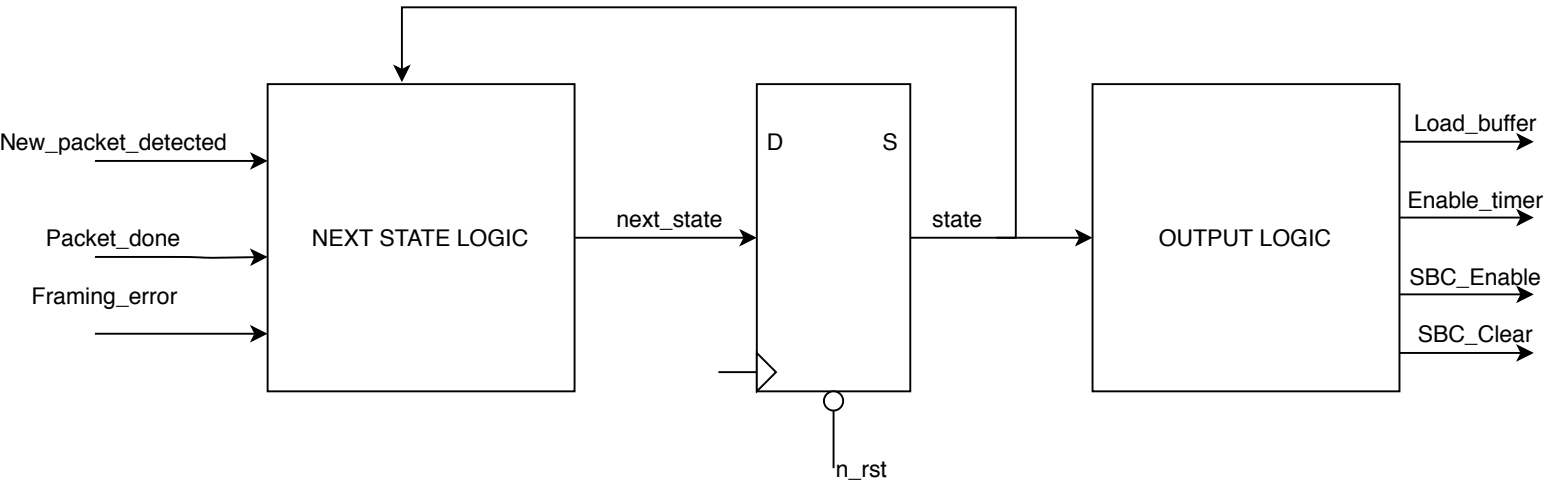 New_packet_detected
Packet_done
Framing_error
NEXT STATE LOGIC
next_state
D
S
n_rst
state
OUTPUT LOGIC
Load_buffer
Enable_timer
SBC_Enable
SBC_Clear